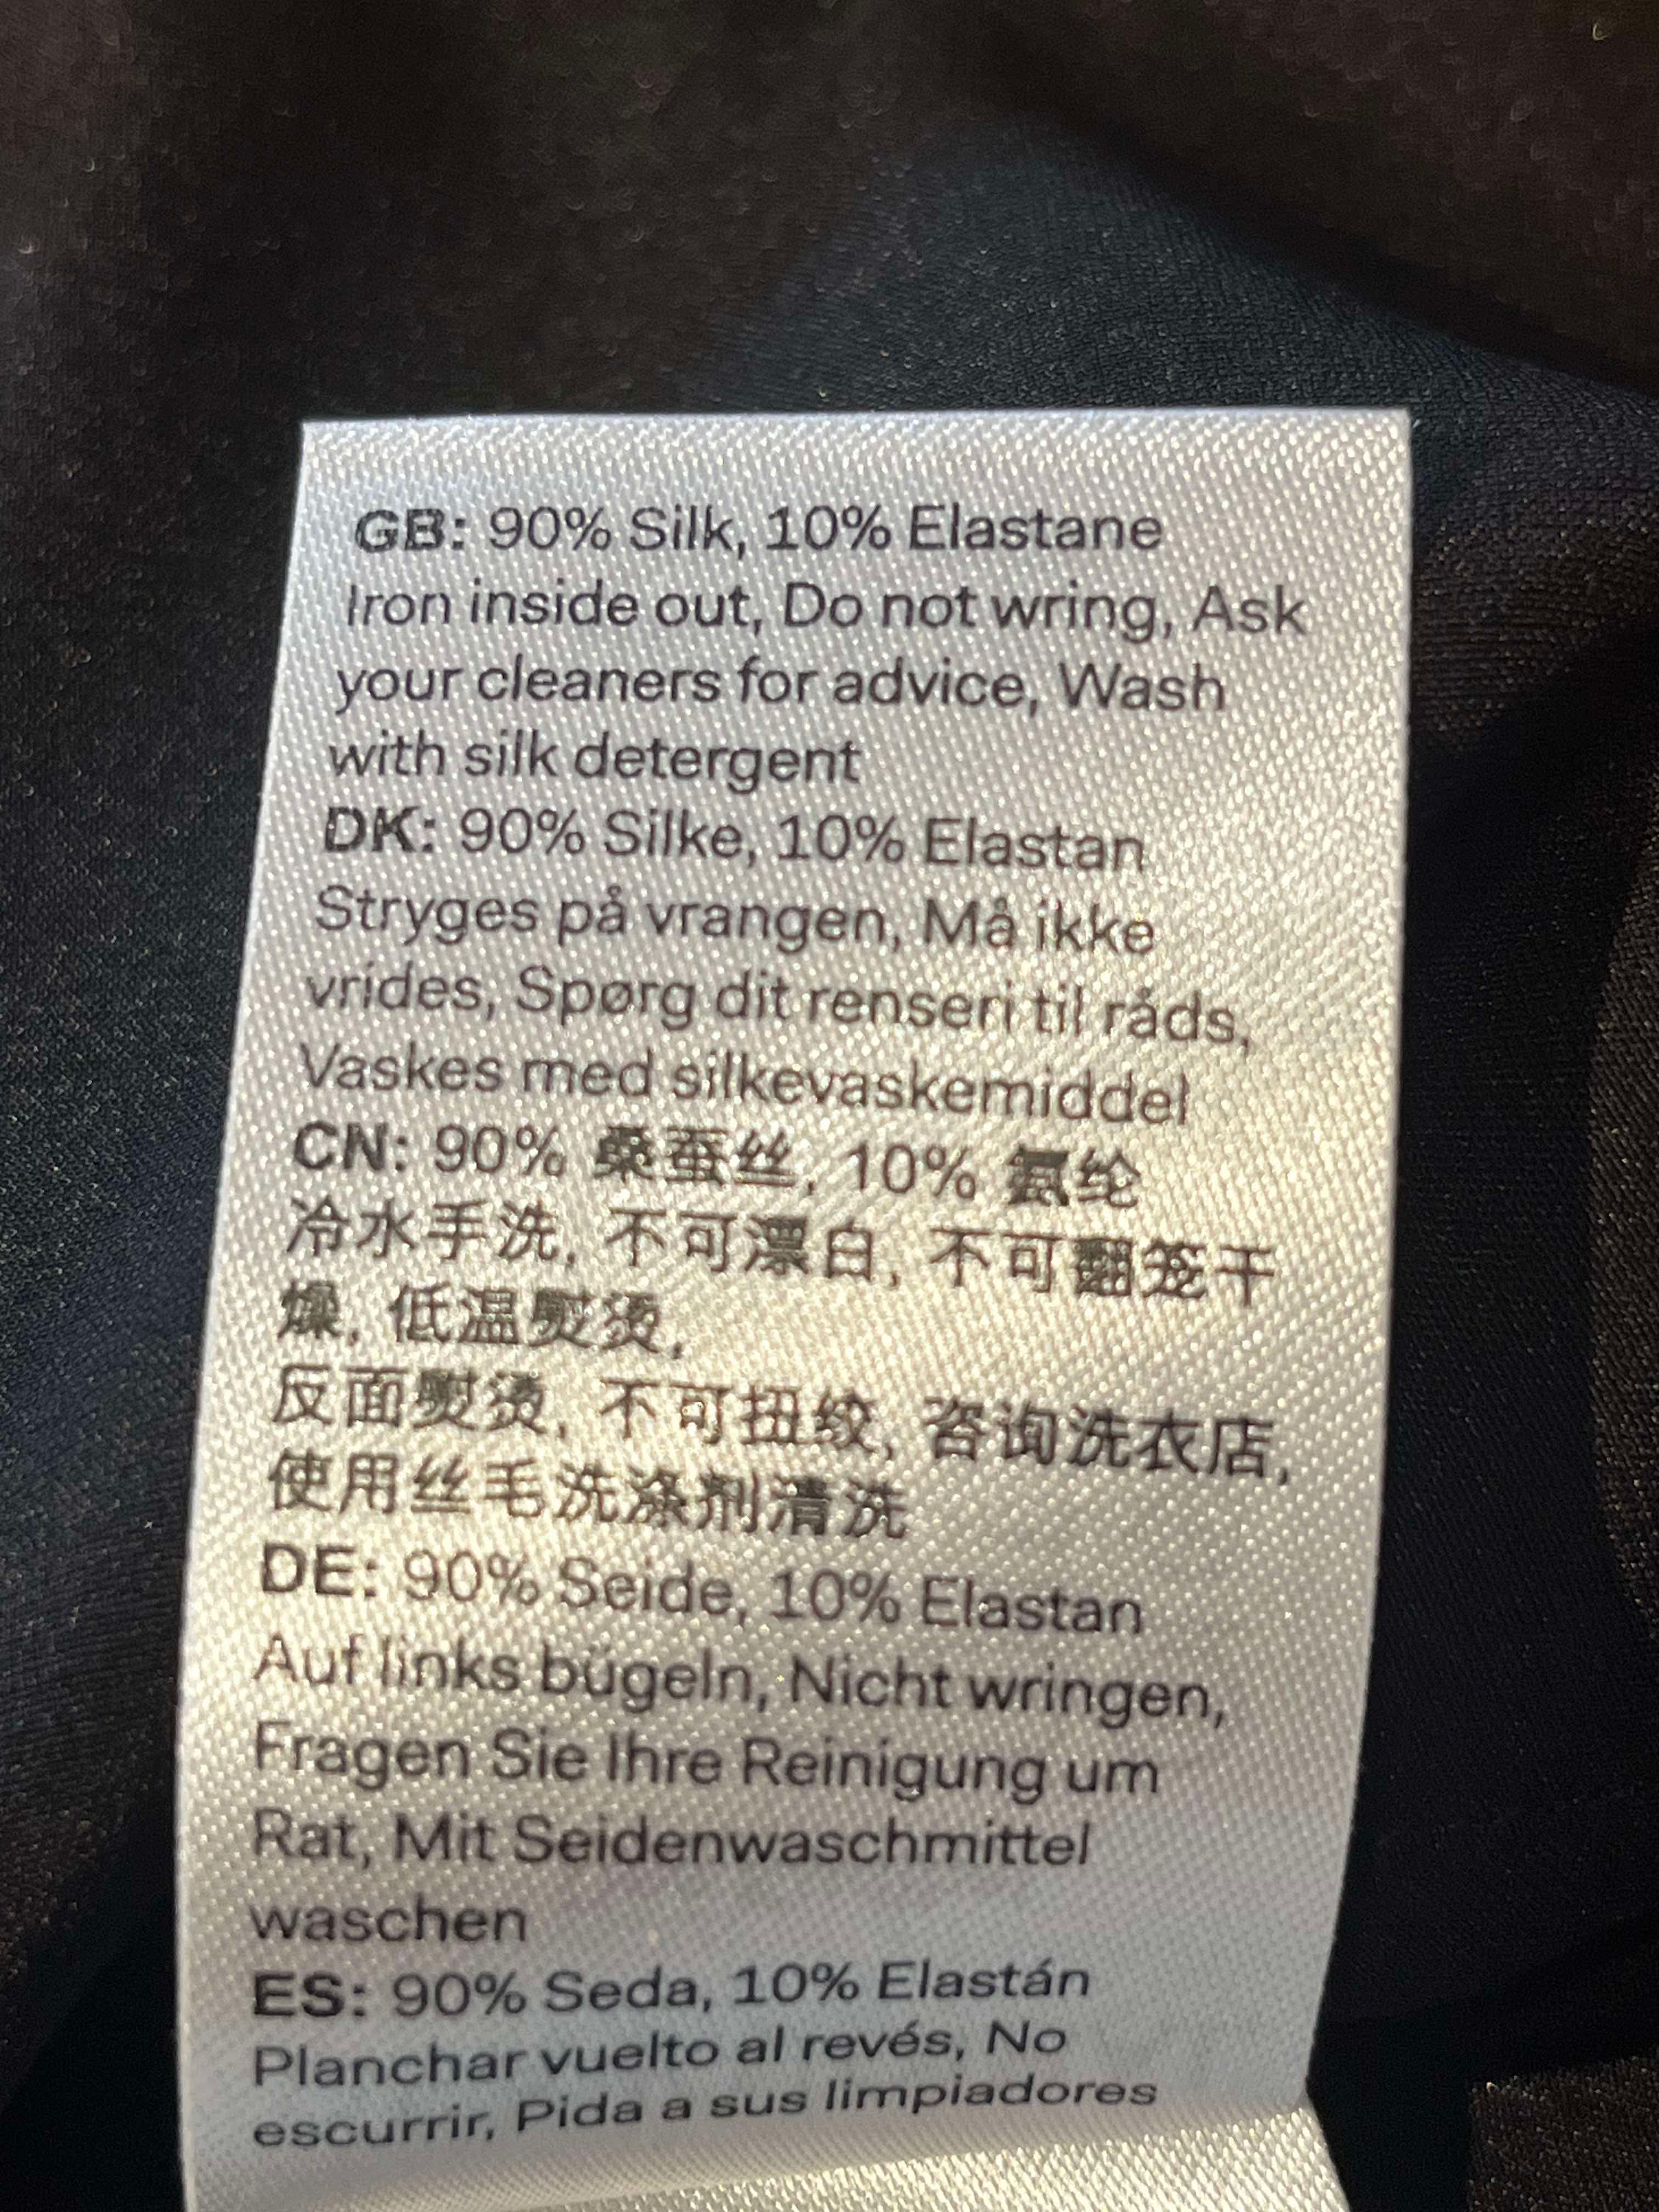 GB: 90% Silk, 10% Elastane
Iron inside out, Do not wring, Ask
your cleaners for advice, Wash
with silk detergent
DK: 90% Silke, 10% Elastan
Stryges på vrangen, Må ikke
vrides, Spørg dit renseri til råds,
Vaskes med silkevaskemiddel
CN: 90% 桑蚕丝, 10% 氨纶
冷水手洗, 不可漂白, 不可翻笼干
燥, 低温熨烫,
反面熨烫, 不可扭绞, 咨询洗衣店,
使用丝毛洗涤剂清洗
DE: 90% Seide, 10% Elastan
Auf links bügeln, Nicht wringen,
Fragen Sie Ihre Reinigung um
Rat, Mit Seidenwaschmittel
waschen
ES: 90% Seda, 10% Elastán
Planchar vuelto al revés, No
escurrir, Pida a sus limpiadores